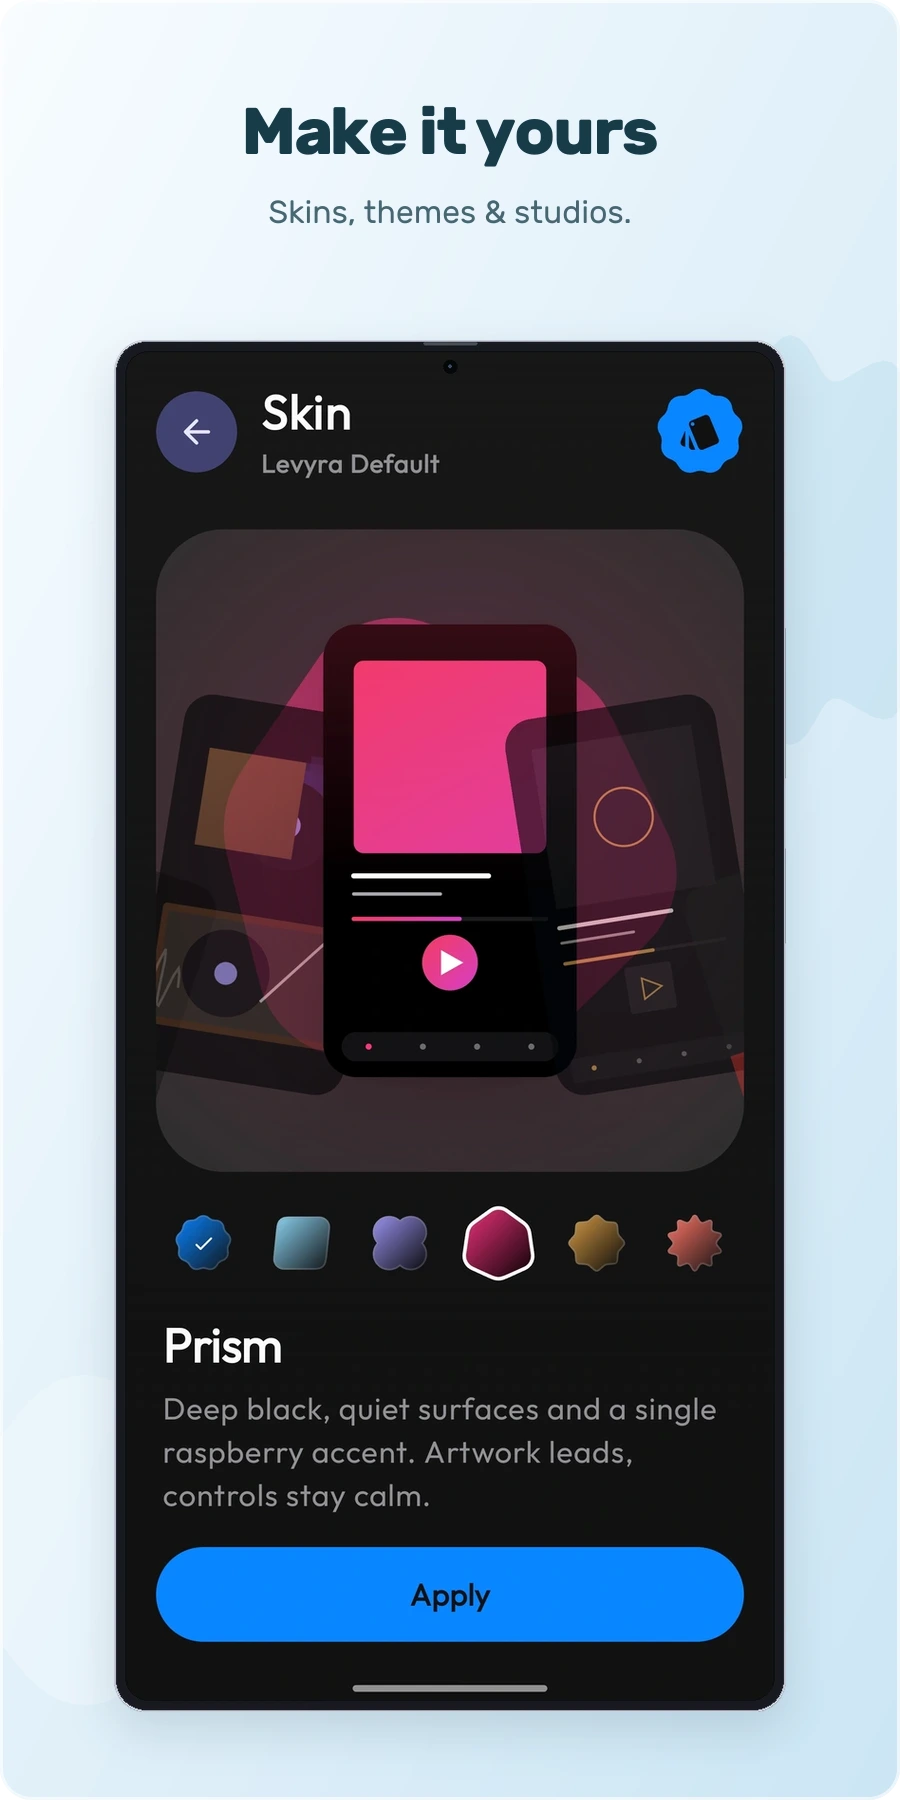 Make it yours
Skins, themes & studios.
Skin
Levyra Default
Prism
Deep black, quiet surfaces and a single
raspberry accent. Artwork leads,
controls stay calm.
Apply